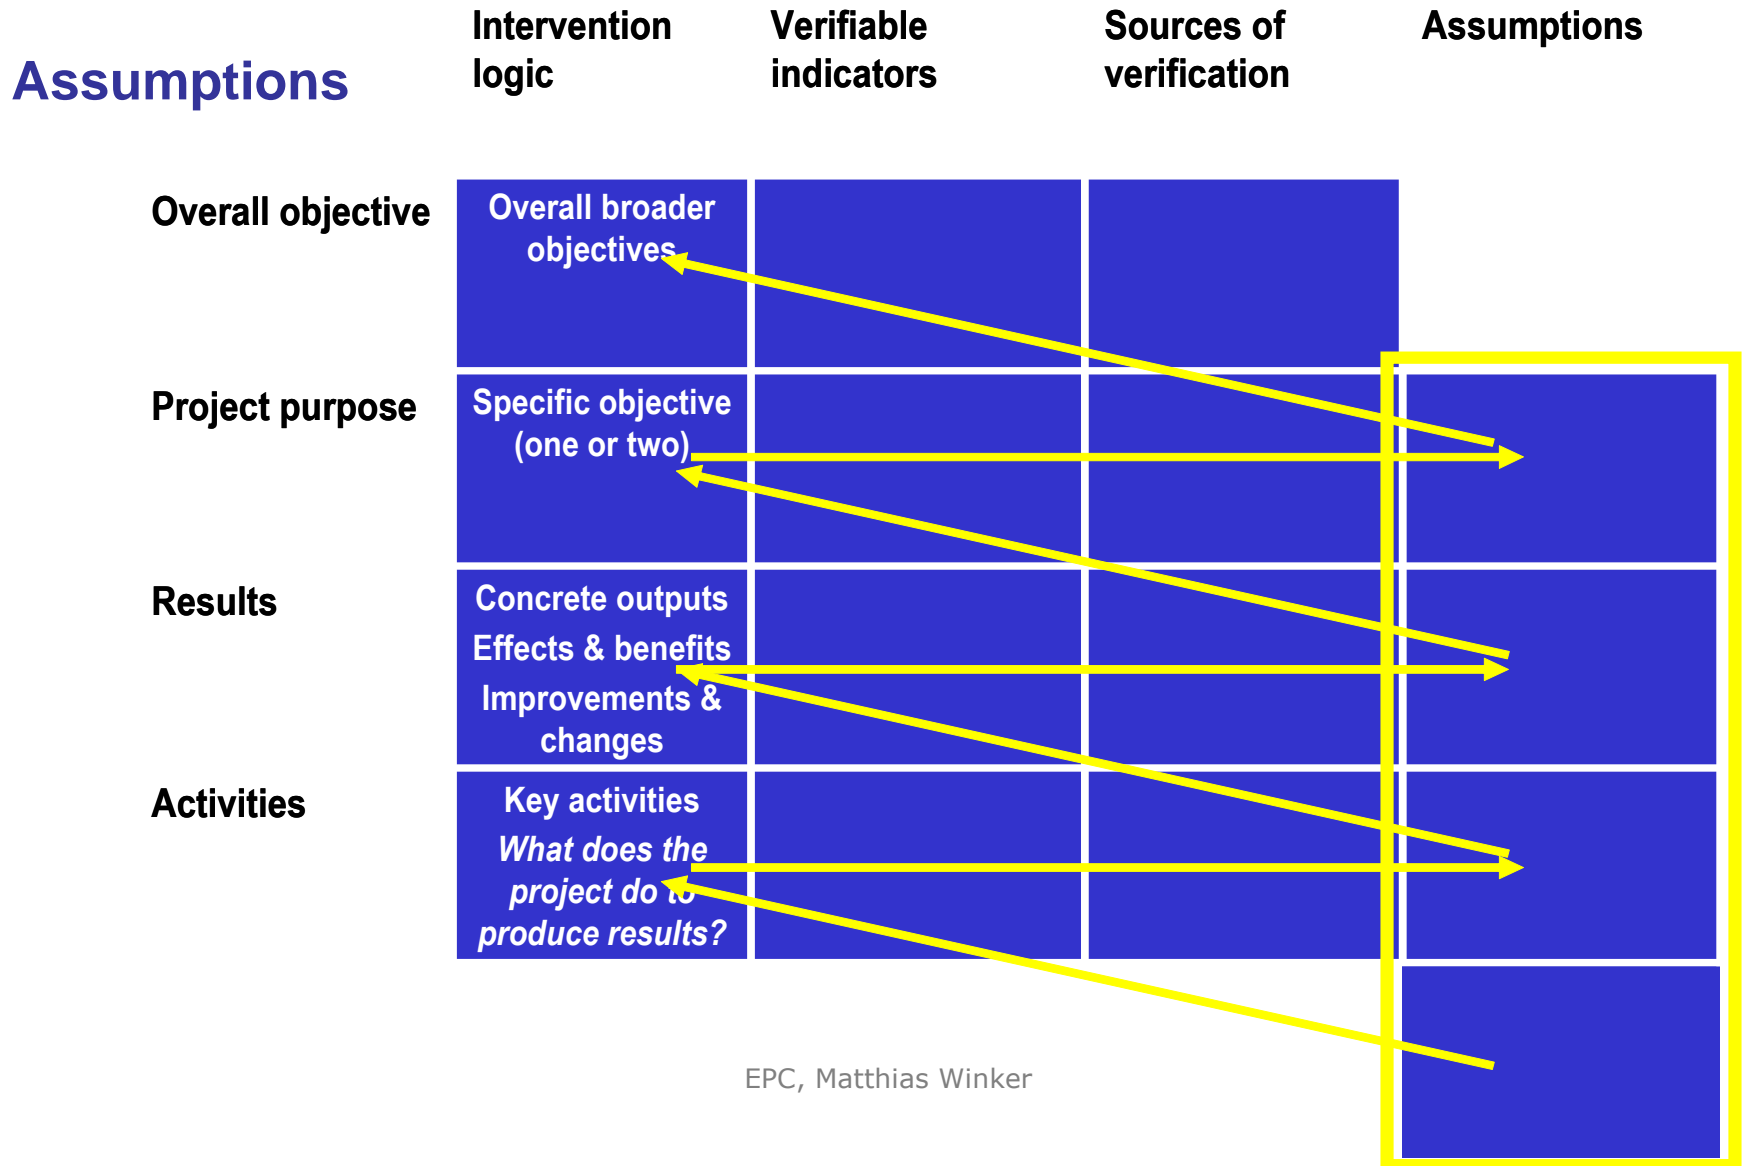 Assumptions
Intervention
logic
Verifiable
indicators
Sources of
verification
Assumptions
Overall objective
Overall broader
objectives
Project purpose
Specific objective
(one or two)
Results
Concrete outputs
Effects & benefits
Improvements &
changes
Activities
Key activities
What does the
project do to
produce results?
EPC, Matthias Winker